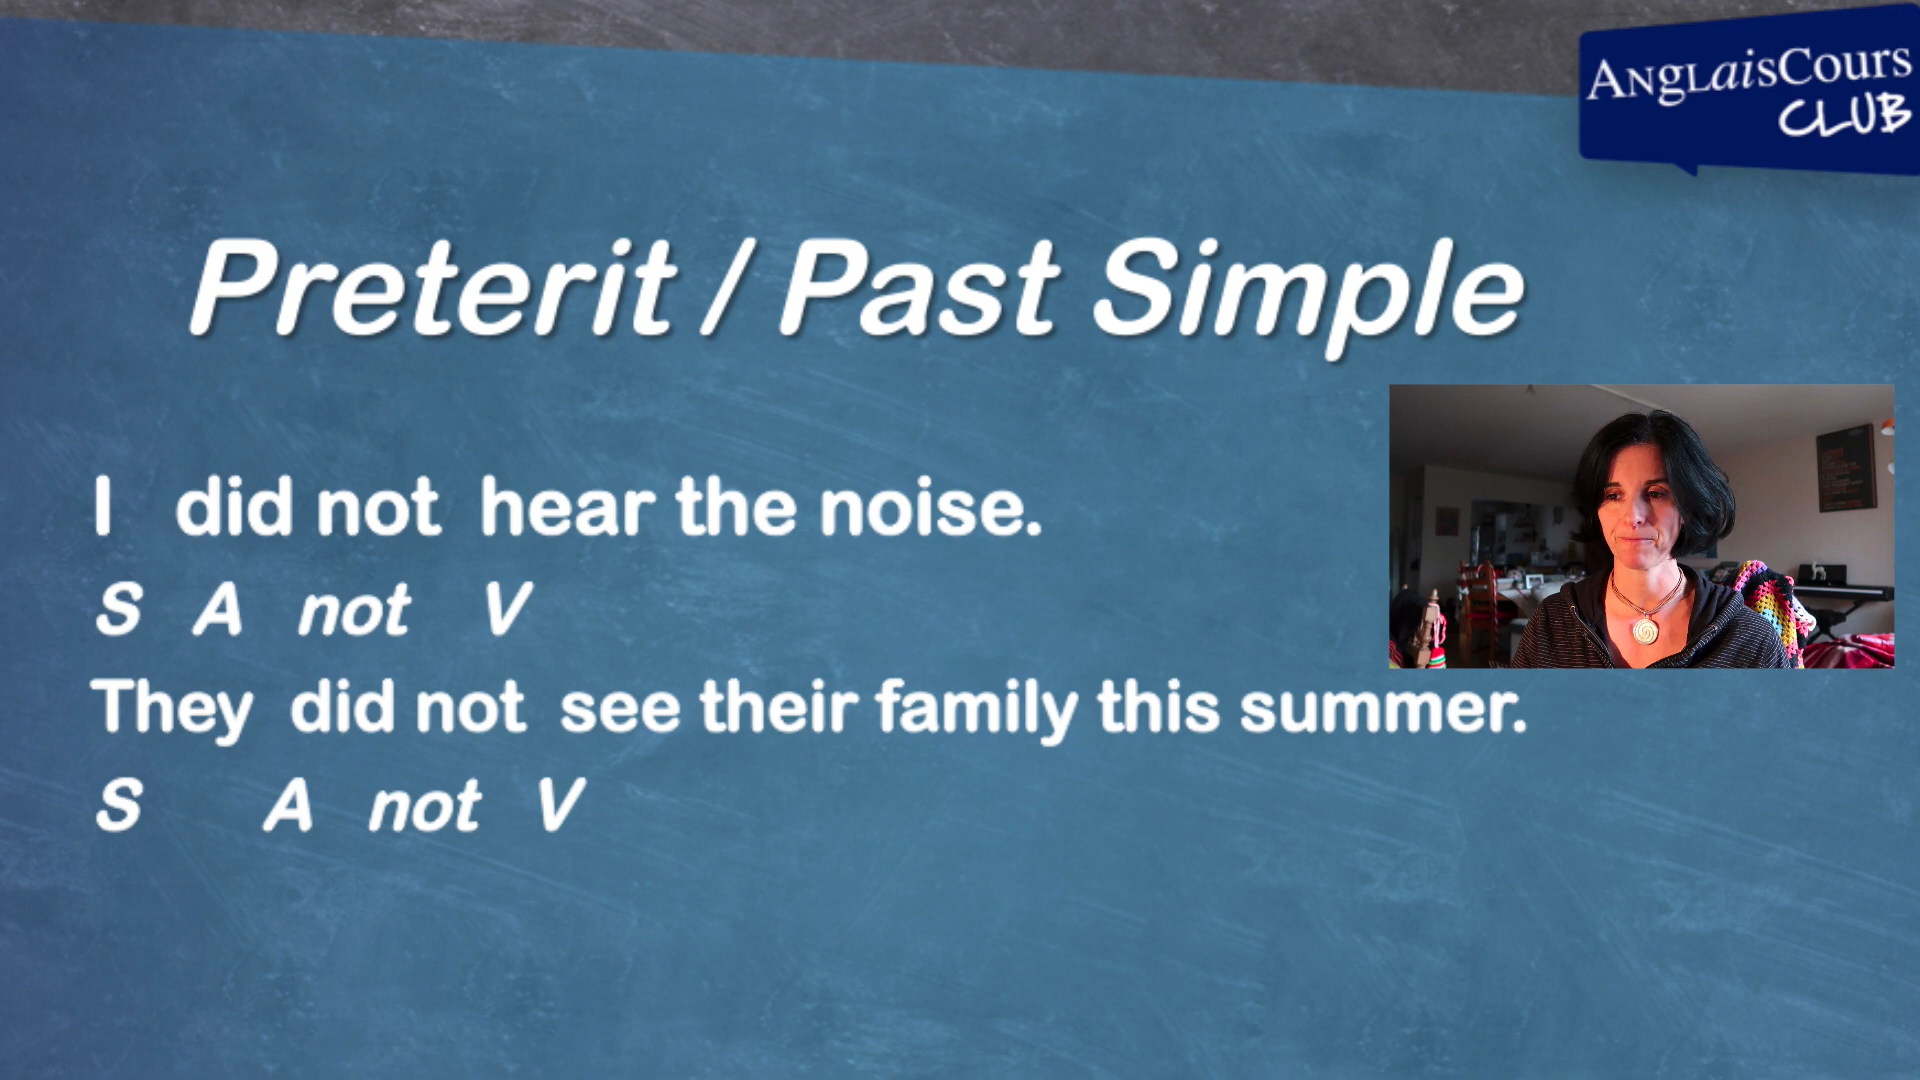 AngLaisCours
CLUB
Preterit / Past Simple
I did not hear the noise.
S A not V
They did not see their family this summer.
S A not V